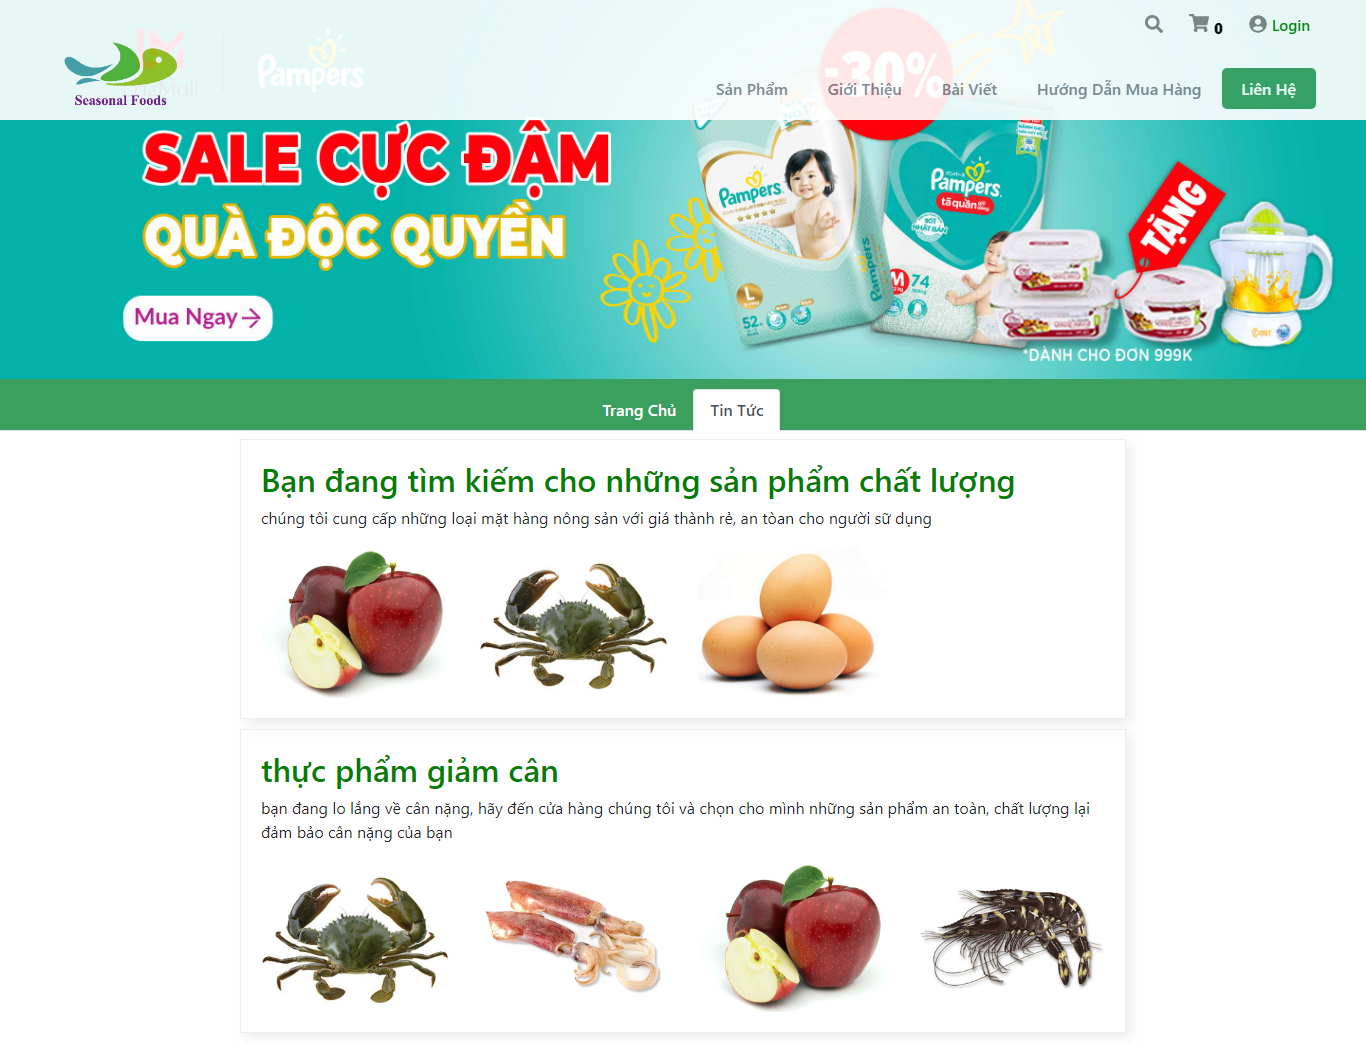 0
Login
Seasonal Foods
Pampers
-30%
Sản Phẩm
Giới Thiệu
Bài Viết
Hướng Dẫn Mua Hàng
Liên Hệ
SALE CỰC ĐẬM
QUÀ ĐỘC QUYỀN
Mua Ngay
Pampers
L
52
Pampers
tã quần
NHẬT BẢN
M
74
Pampers
TẶNG
*DÀNH CHO ĐƠN 999K
Trang Chủ
Tin Tức
Bạn đang tìm kiếm cho những sản phẩm chất lượng
chúng tôi cung cấp những loại mặt hàng nông sản với giá thành rẻ, an tòan cho người sữ dụng
thực phẩm giảm cân
bạn đang lo lắng về cân nặng, hãy đến cửa hàng chúng tôi và chọn cho mình những sản phẩm an toàn, chất lượng lại
đảm bảo cân nặng của bạn